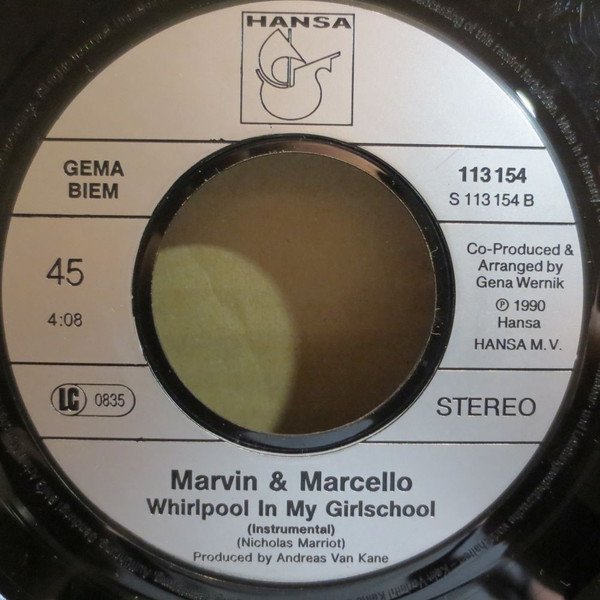 HANSA
GEMA
BIEM
113 154
S 113 154 B
45
4:08
Co-Produced &
Arranged by
Gena Wernik
℗ 1990
Hansa
HANSA M.V.
LC 0835
STEREO
Marvin & Marcello
Whirlpool In My Girlschool
(Instrumental)
(Nicholas Marriot)
Produced by Andreas Van Kane